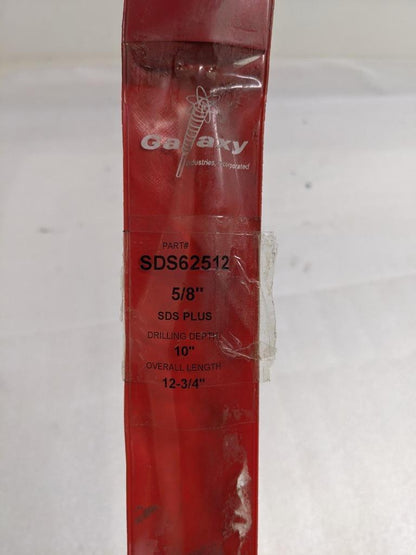 Galaxy
Industries, Incorporated
PART#
SDS62512
5/8"
SDS PLUS
DRILLING DEPTH
10"
OVERALL LENGTH
12-3/4"